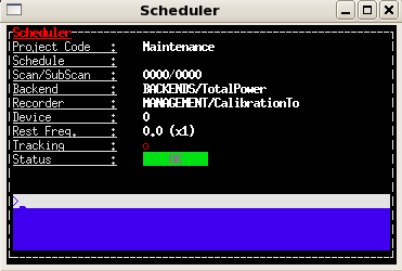 Scheduler
Scheduler
Project Code : Maintenance
Schedule :
Scan/SubScan : 0000/0000
Backend : BACKENDS/TotalPower
Recorder : MANAGEMENT/CalibrationTo
Device : 0
Rest Freq. : 0.0 (x1)
Tracking : o
Status : OK
>_